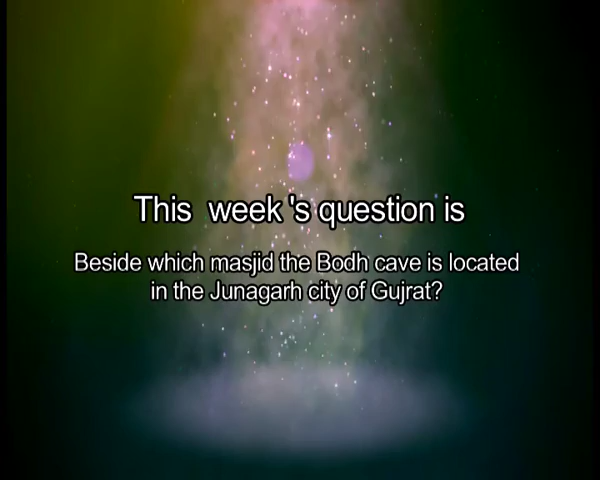 This  week 's question is
Beside which masjid the Bodh cave is located
in the Junagarh city of Gujrat?